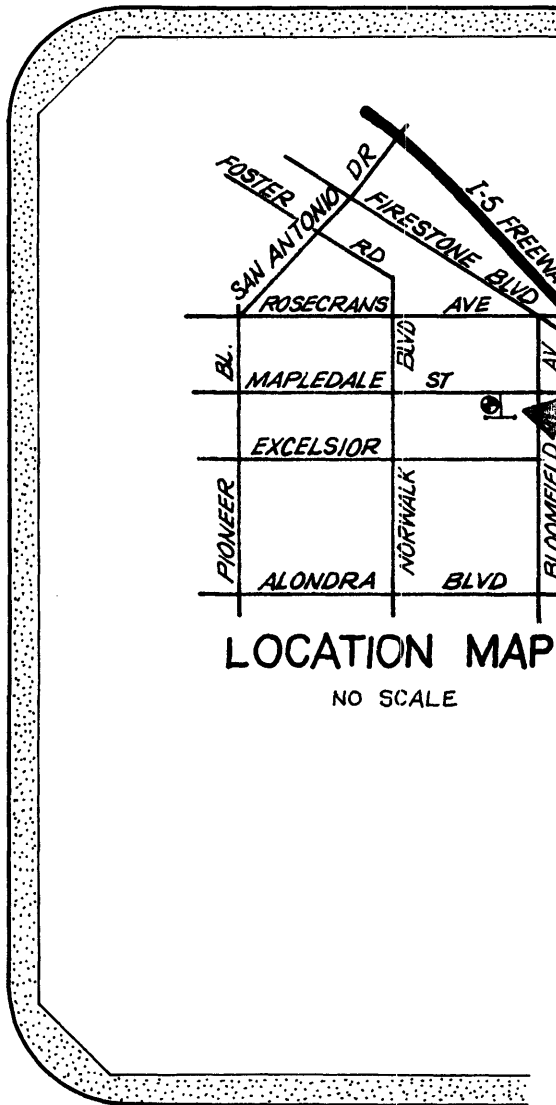 FOSTER RD
SAN ANTONIO DR
FIRESTONE BLVD
I-5 FREEWA
ROSECRANS AVE
MAPLEDALE ST
EXCELSIOR
ALONDRA BLVD
PIONEER BL.
NORWALK BLVD
BLOOMFIELD AV
LOCATION MAP
NO SCALE